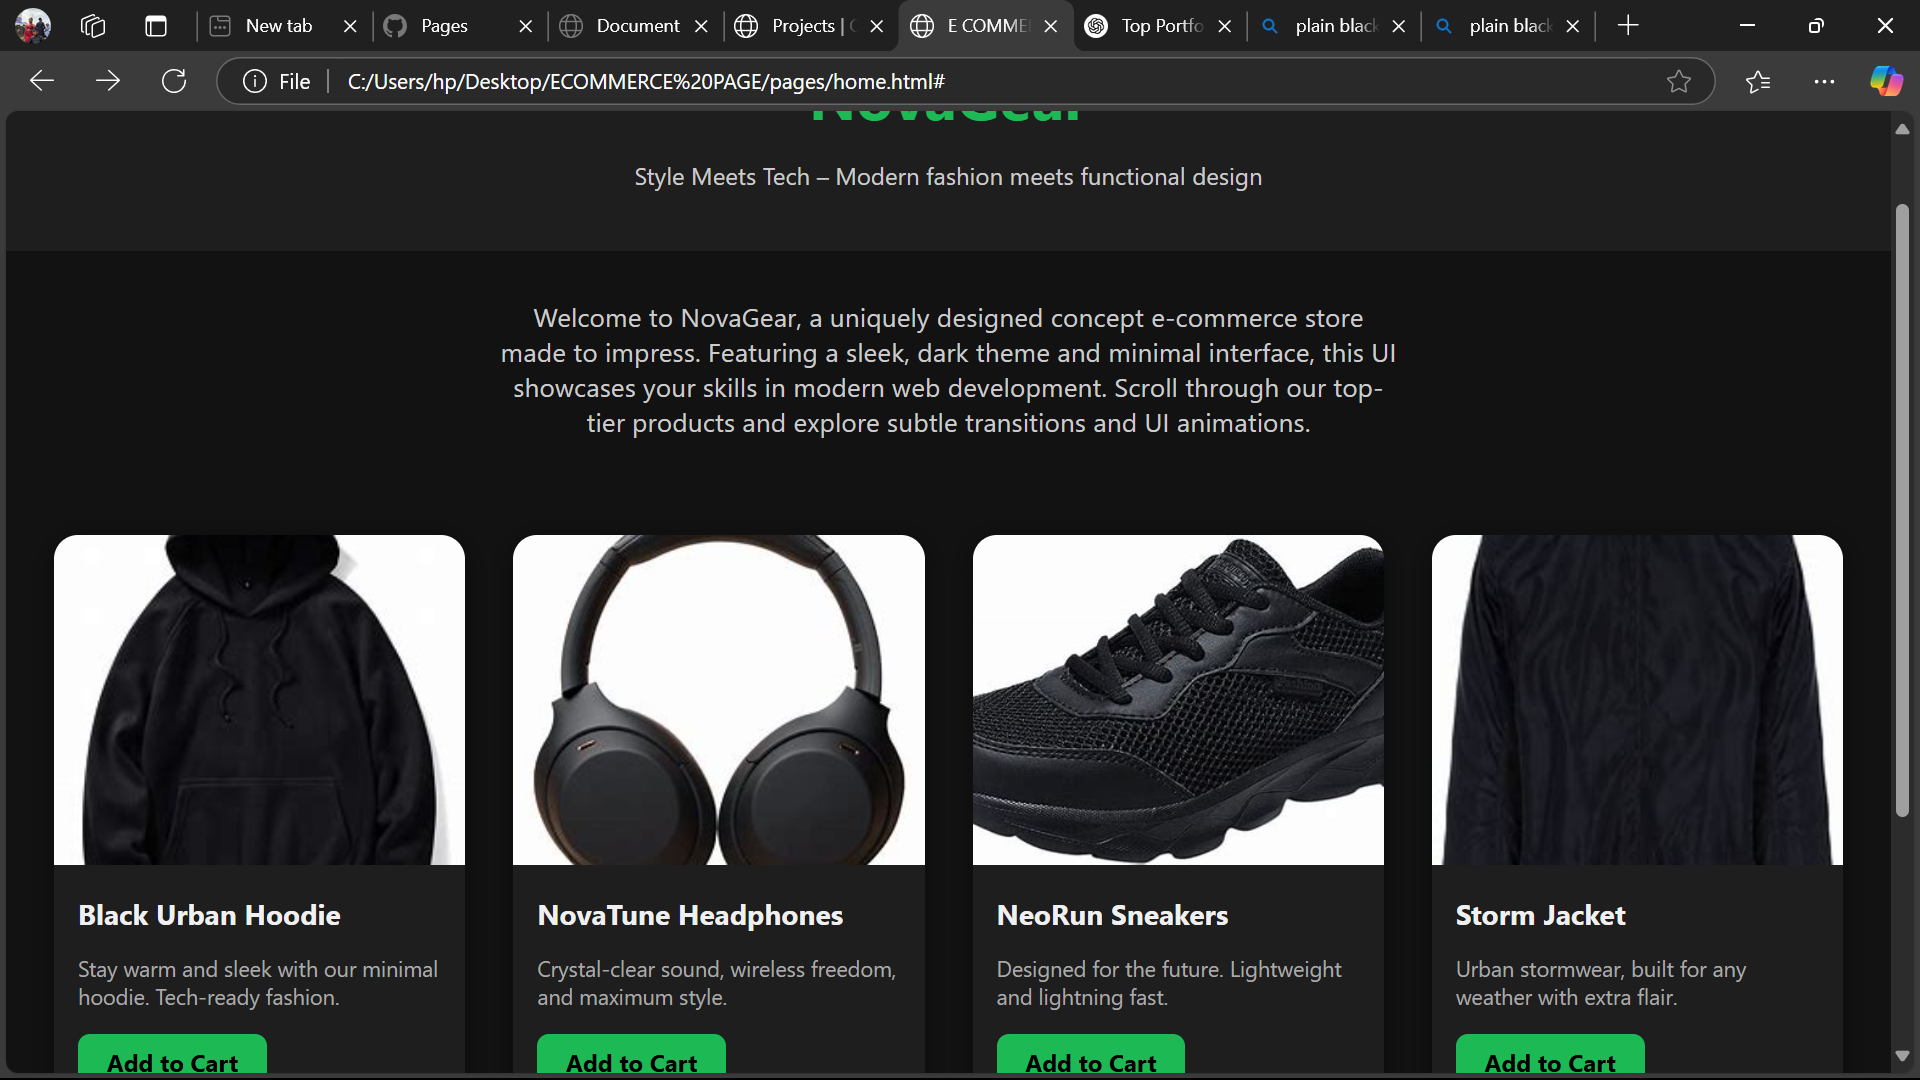 New tab
Pages
Document
Projects |
E COMME
Top Portfo
plain black
plain black
File
C:/Users/hp/Desktop/ECOMMERCE%20PAGE/pages/home.html#
NovaGear
Style Meets Tech – Modern fashion meets functional design
Welcome to NovaGear, a uniquely designed concept e-commerce store
made to impress. Featuring a sleek, dark theme and minimal interface, this UI
showcases your skills in modern web development. Scroll through our top-
tier products and explore subtle transitions and UI animations.
Black Urban Hoodie
Stay warm and sleek with our minimal
hoodie. Tech-ready fashion.
Add to Cart
NovaTune Headphones
Crystal-clear sound, wireless freedom,
and maximum style.
Add to Cart
NeoRun Sneakers
Designed for the future. Lightweight
and lightning fast.
Add to Cart
Storm Jacket
Urban stormwear, built for any
weather with extra flair.
Add to Cart